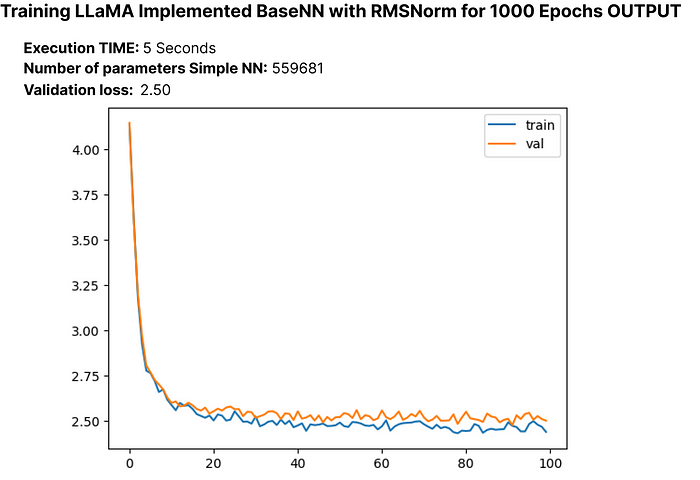 Training LLaMA Implemented BaseNN with RMSNorm for 1000 Epochs OUTPUT
Execution TIME: 5 Seconds
Number of parameters Simple NN: 559681
Validation loss: 2.50
train
val
4.00
3.75
3.50
3.25
3.00
2.75
2.50
0 20 40 60 80 100